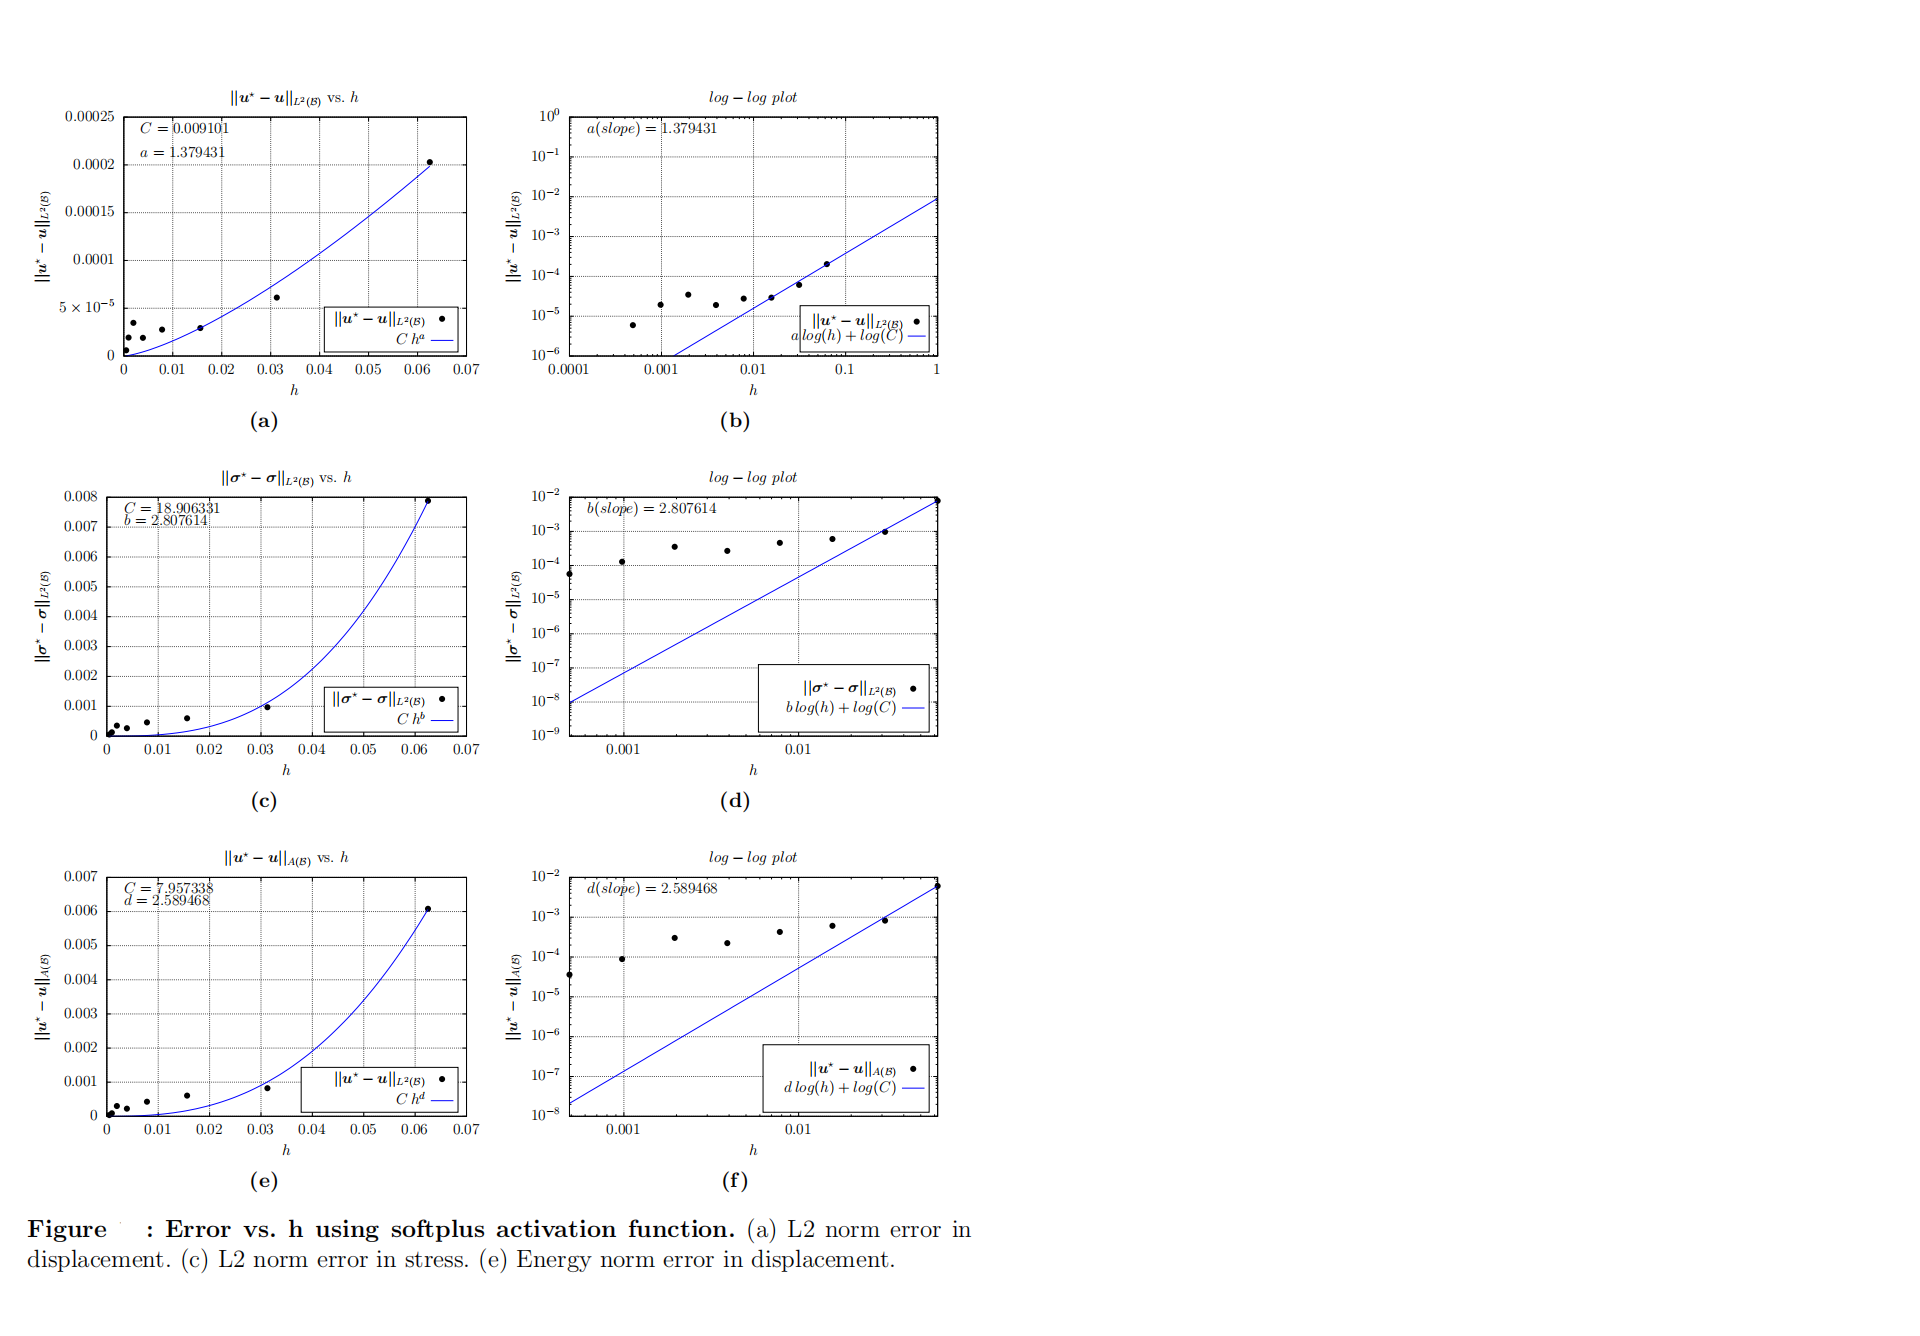 ||u* − u||L²(B) vs. h
C = 0.009101
a = 1.379431
0.00025
0.0002
0.00015
0.0001
5 × 10⁻⁵
0
||u* − u||L²(B)
||u* − u||L²(B)
C hᵃ
0 0.01 0.02 0.03 0.04 0.05 0.06 0.07
h
(a)
log − log plot
a(slope) = 1.379431
10⁰
10⁻¹
10⁻²
10⁻³
10⁻⁴
10⁻⁵
10⁻⁶
||u* − u||L²(B)
||u* − u||L²(B)
a log(h) + log(C)
0.0001 0.001 0.01 0.1 1
h
(b)
||σ* − σ||L²(B) vs. h
C = 18.906331
b = 2.807614
0.008
0.007
0.006
0.005
0.004
0.003
0.002
0.001
0
||σ* − σ||L²(B)
||σ* − σ||L²(B)
C hᵇ
0 0.01 0.02 0.03 0.04 0.05 0.06 0.07
h
(c)
log − log plot
b(slope) = 2.807614
10⁻²
10⁻³
10⁻⁴
10⁻⁵
10⁻⁶
10⁻⁷
10⁻⁸
10⁻⁹
||σ* − σ||L²(B)
||σ* − σ||L²(B)
b log(h) + log(C)
0.001 0.01
h
(d)
||u* − u||A(B) vs. h
C = 7.957338
d = 2.589468
0.007
0.006
0.005
0.004
0.003
0.002
0.001
0
||u* − u||A(B)
||u* − u||L²(B)
C hᵈ
0 0.01 0.02 0.03 0.04 0.05 0.06 0.07
h
(e)
log − log plot
d(slope) = 2.589468
10⁻²
10⁻³
10⁻⁴
10⁻⁵
10⁻⁶
10⁻⁷
10⁻⁸
||u* − u||A(B)
||u* − u||A(B)
d log(h) + log(C)
0.001 0.01
h
(f)
Figure : Error vs. h using softplus activation function. (a) L2 norm error in
displacement. (c) L2 norm error in stress. (e) Energy norm error in displacement.